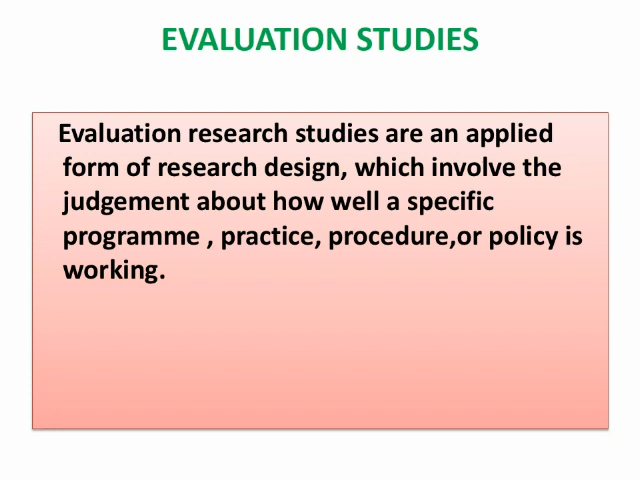 EVALUATION STUDIES
Evaluation research studies are an applied
form of research design, which involve the
judgement about how well a specific
programme , practice, procedure,or policy is
working.